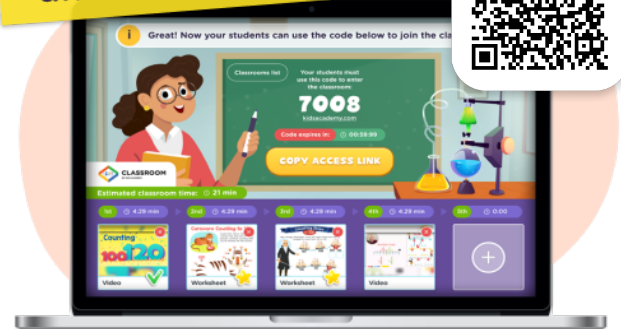 Great! Now your students can use the code below to join the cla
Classrooms list
Your students must
use this code to enter
the classroom:
7008
kidsacademy.com
Code expires in:
00:59:99
COPY ACCESS LINK
CLASSROOM
Estimated classroom time: 21 min
1st 4:29 min
2nd 4:29 min
3rd 4:29 min
4th 4:29 min
5th 0:00
Counting
100
120
Video
Worksheet
Worksheet
Video